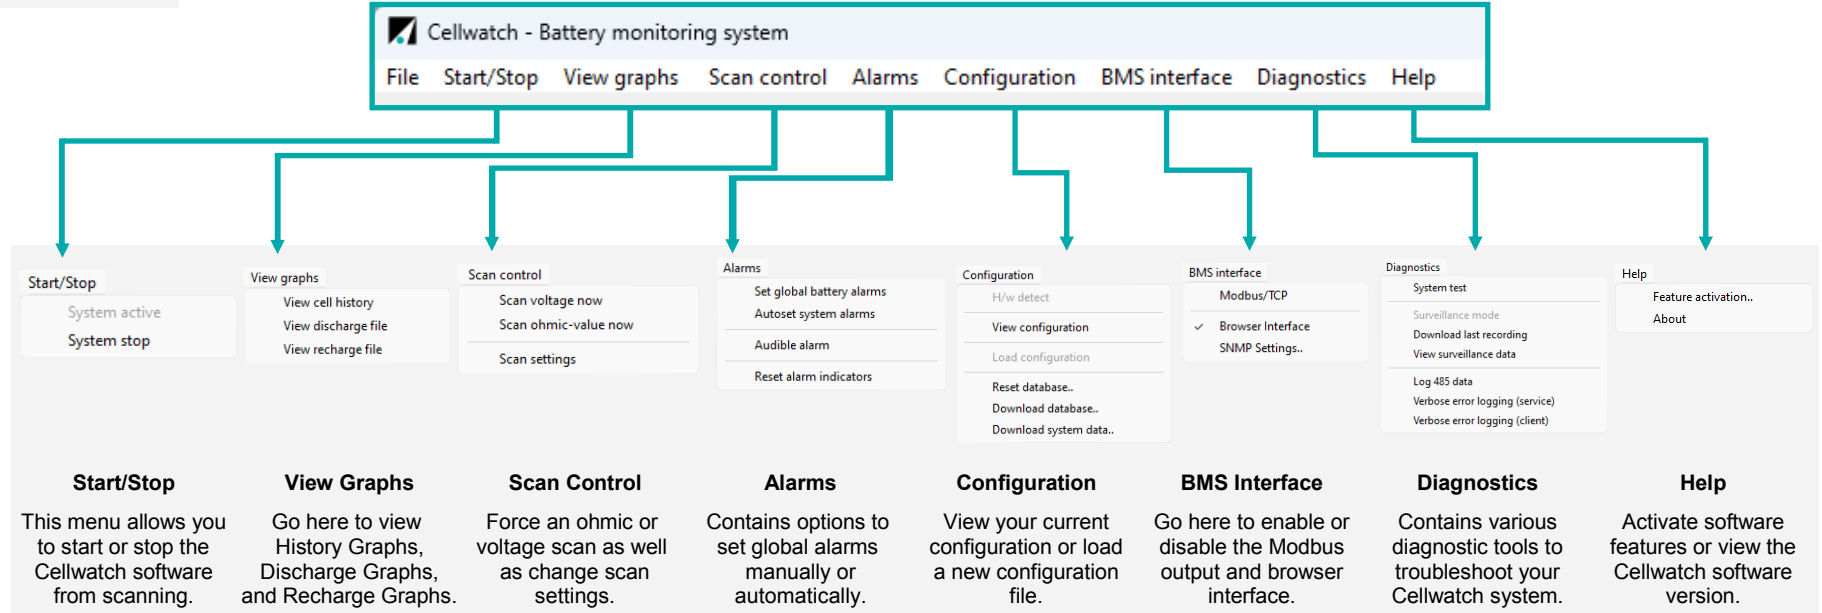 Cellwatch - Battery monitoring system
File Start/Stop View graphs Scan control Alarms Configuration BMS interface Diagnostics Help
Start/Stop
System active
System stop
View graphs
View cell history
View discharge file
View recharge file
Scan control
Scan voltage now
Scan ohmic-value now
Scan settings
Alarms
Set global battery alarms
Autoset system alarms
Audible alarm
Reset alarm indicators
Configuration
H/w detect
View configuration
Load configuration
Reset database..
Download database..
Download system data..
BMS interface
Modbus/TCP
✓ Browser Interface
SNMP Settings..
Diagnostics
System test
Surveillance mode
Download last recording
View surveillance data
Log 485 data
Verbose error logging (service)
Verbose error logging (client)
Help
Feature activation..
About
Start/Stop
This menu allows you
to start or stop the
Cellwatch software
from scanning.
View Graphs
Go here to view
History Graphs,
Discharge Graphs,
and Recharge Graphs.
Scan Control
Force an ohmic or
voltage scan as well
as change scan
settings.
Alarms
Contains options to
set global alarms
manually or
automatically.
Configuration
View your current
configuration or load
a new configuration
file.
BMS Interface
Go here to enable or
disable the Modbus
output and browser
interface.
Diagnostics
Contains various
diagnostic tools to
troubleshoot your
Cellwatch system.
Help
Activate software
features or view the
Cellwatch software
version.